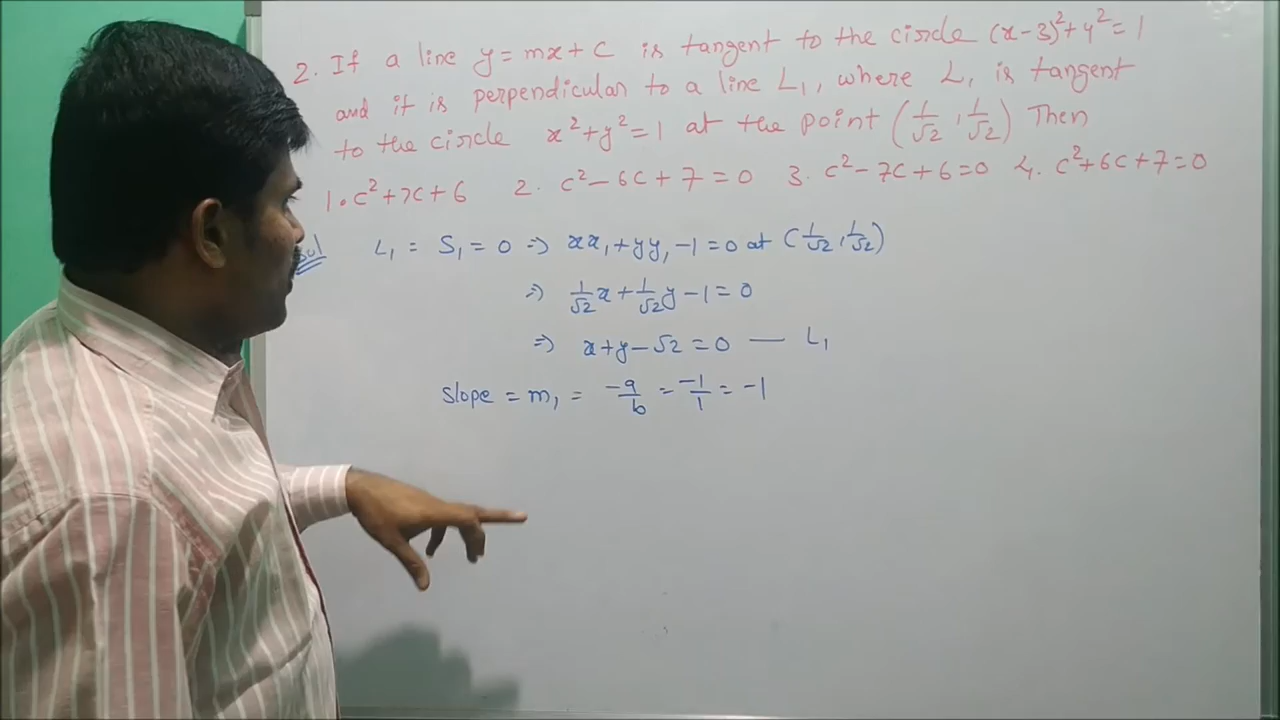 2. If a line y = mx + c is tangent to the circle (x-3)²+y²=1
and it is perpendicular to a line L₁, where L₁ is tangent
to the circle x²+y²=1 at the point (1/√2, 1/√2) Then
1. c²+7c+6 2. c²-6c+7=0 3. c²-7c+6=0 4. c²+6c+7=0
Sol L₁ = S₁ = 0 ⇒ xx₁+yy₁-1=0 at (1/√2, 1/√2)
⇒ 1/√2 x + 1/√2 y - 1 = 0
⇒ x+y-√2 = 0 — L₁
Slope = m₁ = -a/b = -1/1 = -1